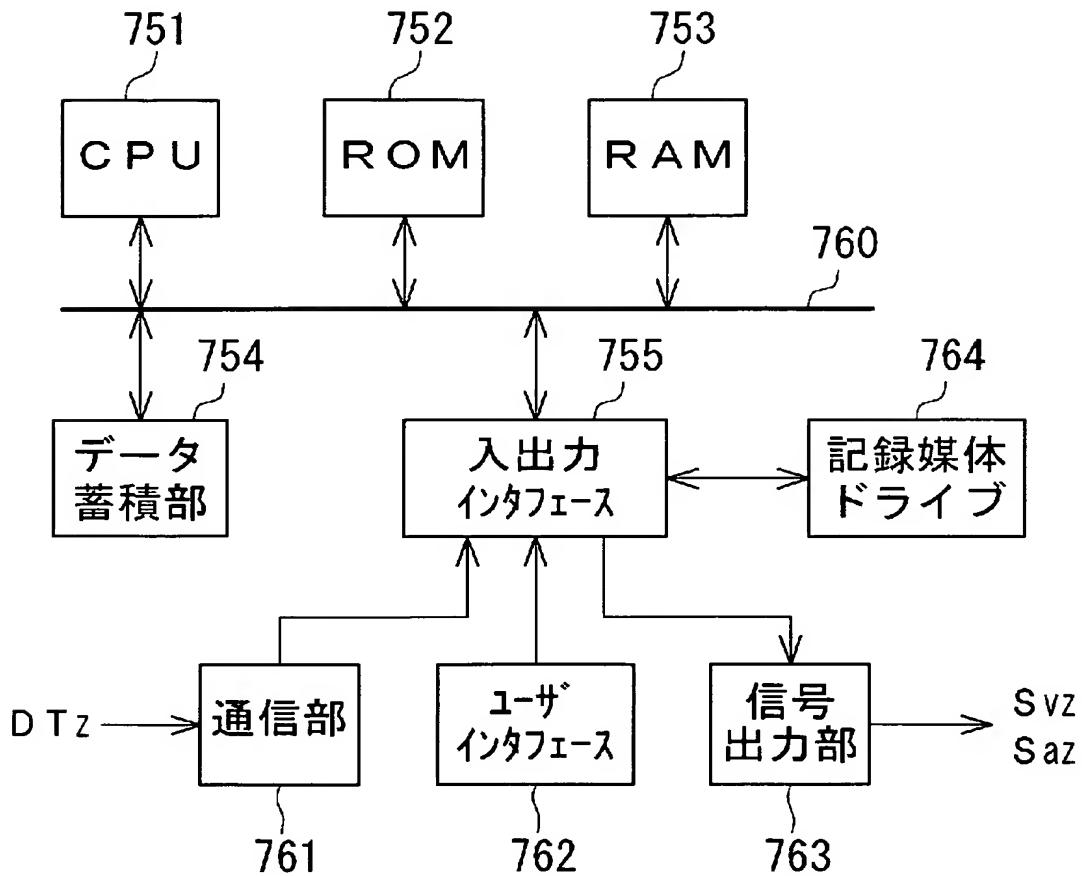 751
752
753
CPU
ROM
RAM
760
754
755
764
データ
蓄積部
入出力
インタフェース
記録媒体
ドライブ
DTz
通信部
ユーザ
インタフェース
信号
出力部
Svz
Saz
761
762
763